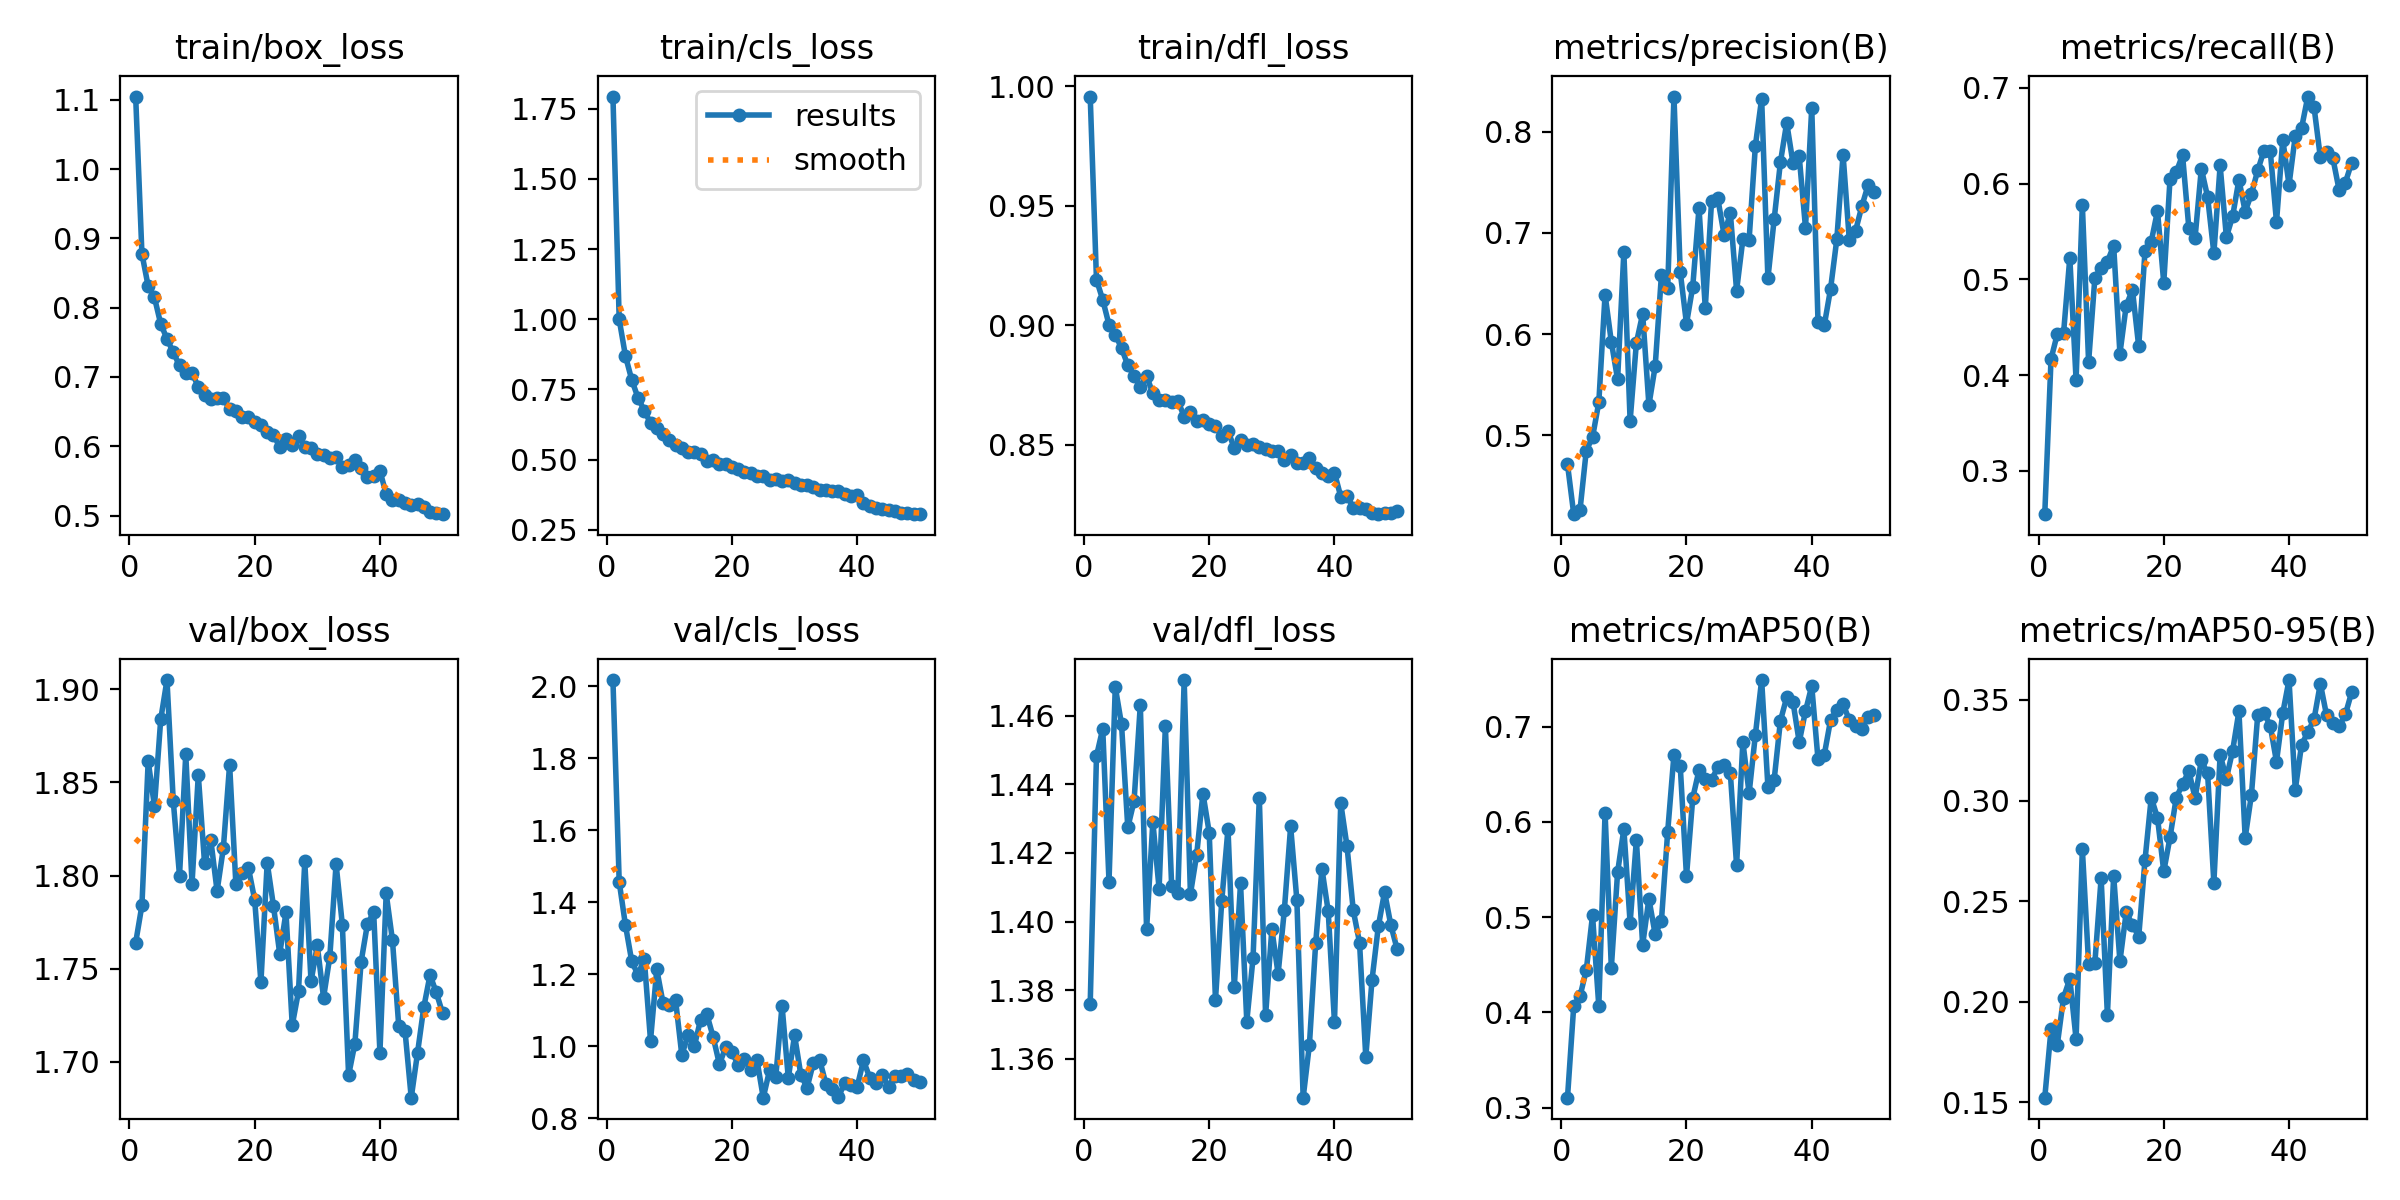 train/box_loss
1.1
1.0
0.9
0.8
0.7
0.6
0.5
0 20 40
train/cls_loss
results
smooth
1.75
1.50
1.25
1.00
0.75
0.50
0.25
0 20 40
train/dfl_loss
1.00
0.95
0.90
0.85
0 20 40
metrics/precision(B)
0.8
0.7
0.6
0.5
0 20 40
metrics/recall(B)
0.7
0.6
0.5
0.4
0.3
0 20 40
val/box_loss
1.90
1.85
1.80
1.75
1.70
0 20 40
val/cls_loss
2.0
1.8
1.6
1.4
1.2
1.0
0.8
0 20 40
val/dfl_loss
1.46
1.44
1.42
1.40
1.38
1.36
0 20 40
metrics/mAP50(B)
0.7
0.6
0.5
0.4
0.3
0 20 40
metrics/mAP50-95(B)
0.35
0.30
0.25
0.20
0.15
0 20 40